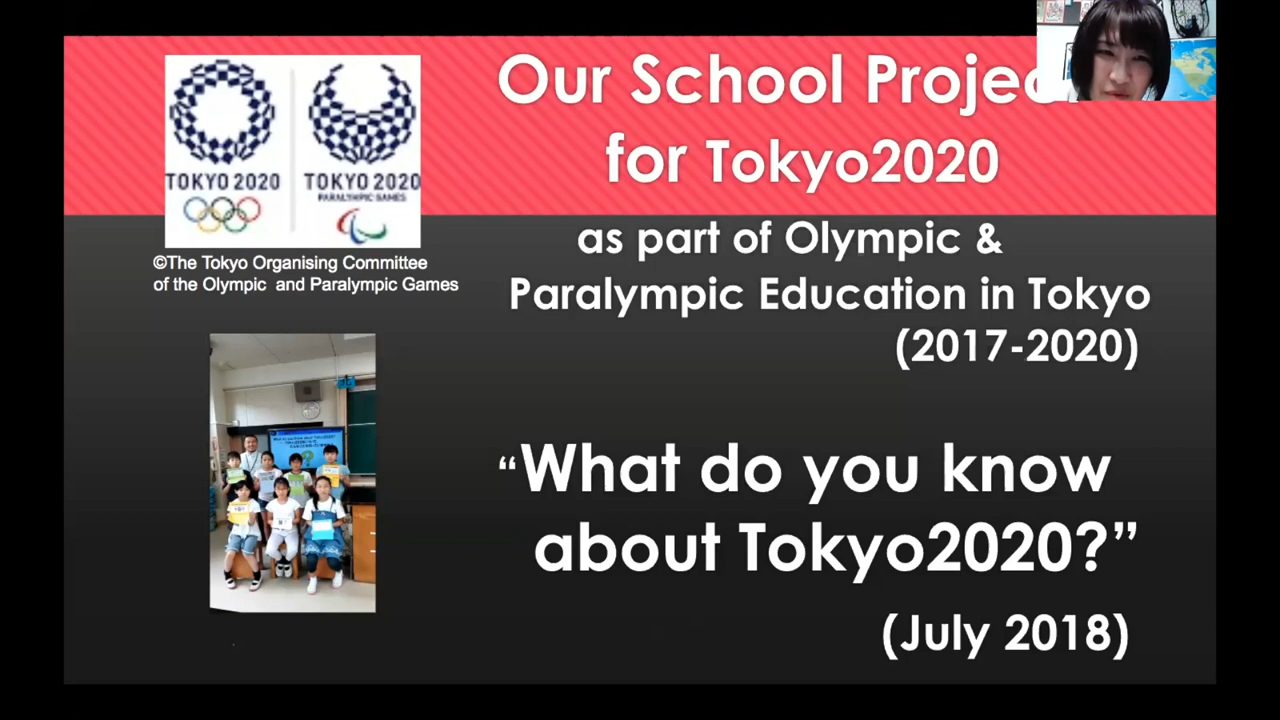 Our School Projec
for Tokyo2020
TOKYO 2020
TOKYO 2020
PARALYMPIC GAMES
©The Tokyo Organising Committee
of the Olympic and Paralympic Games
as part of Olympic &
Paralympic Education in Tokyo
(2017-2020)
“What do you know
about Tokyo2020?”
(July 2018)